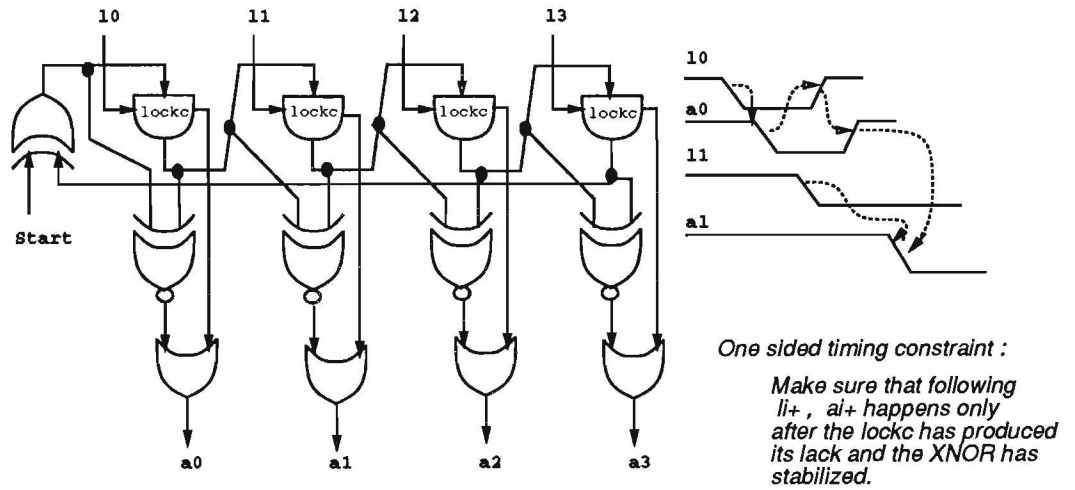 l0
l1
l2
l3
lockc
lockc
lockc
lockc
Start
a0
a1
a2
a3
l0
a0
l1
a1
One sided timing constraint :
Make sure that following
li+ , ai+ happens only
after the lockc has produced
its lack and the XNOR has
stabilized.